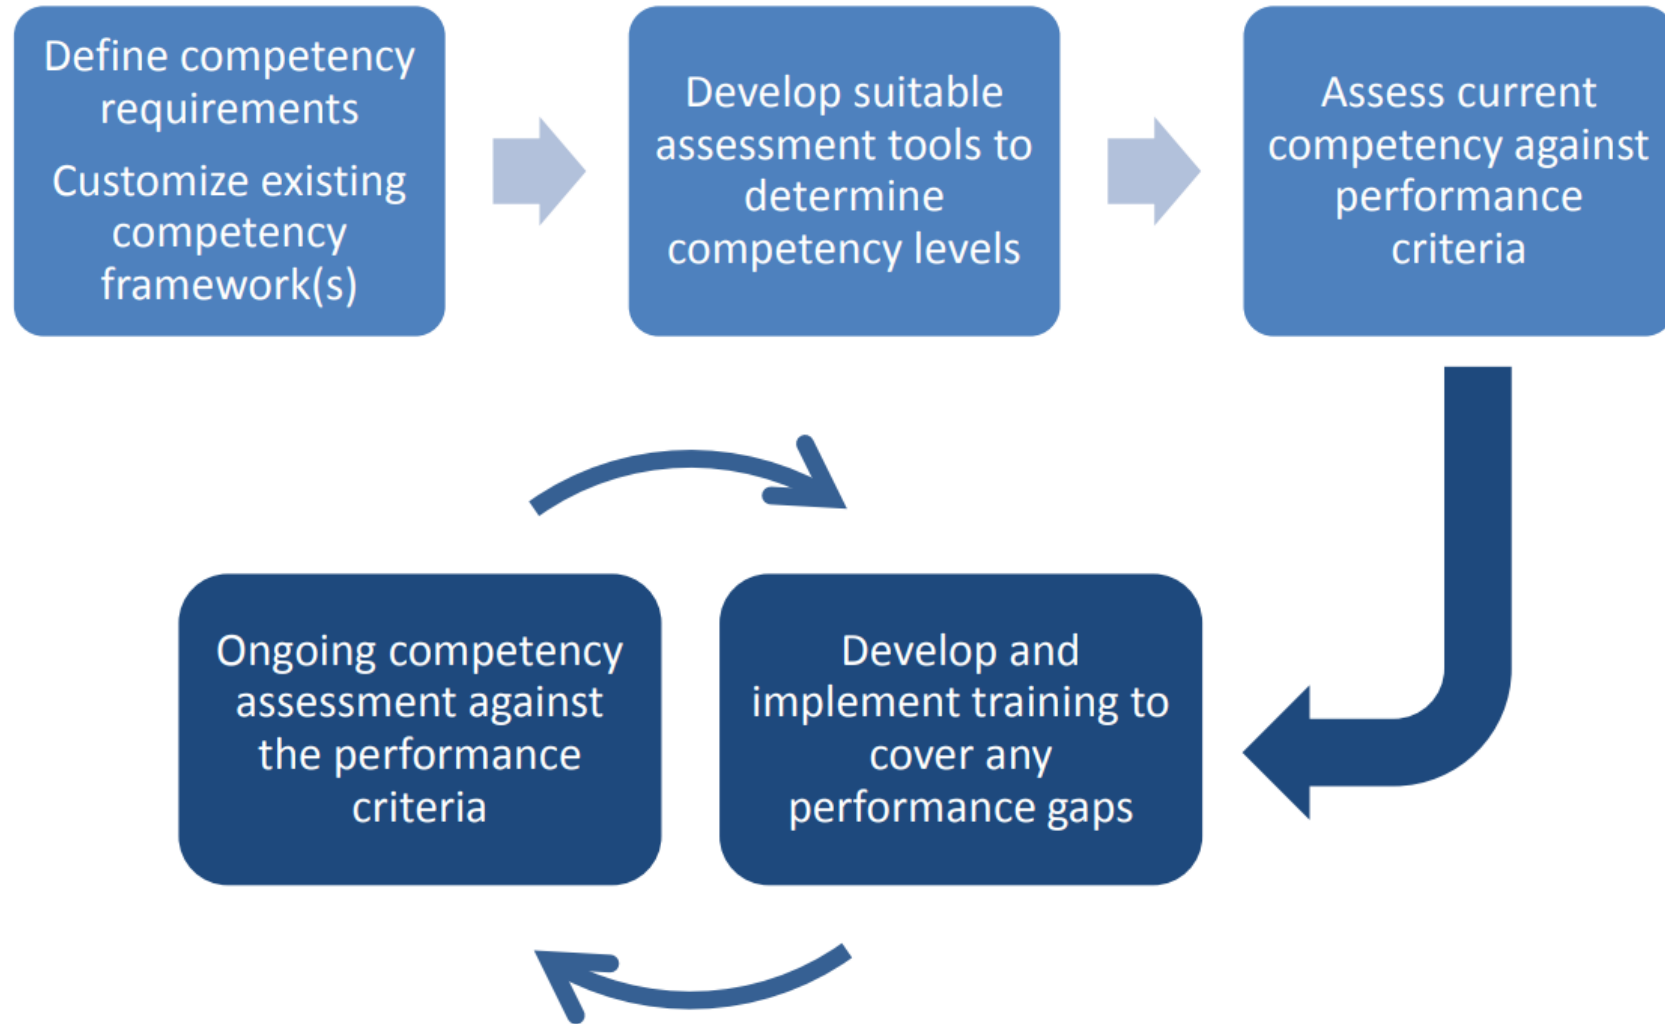 Define competency
requirements
Customize existing
competency
framework(s)
Develop suitable
assessment tools to
determine
competency levels
Assess current
competency against
performance
criteria
Ongoing competency
assessment against
the performance
criteria
Develop and
implement training to
cover any
performance gaps